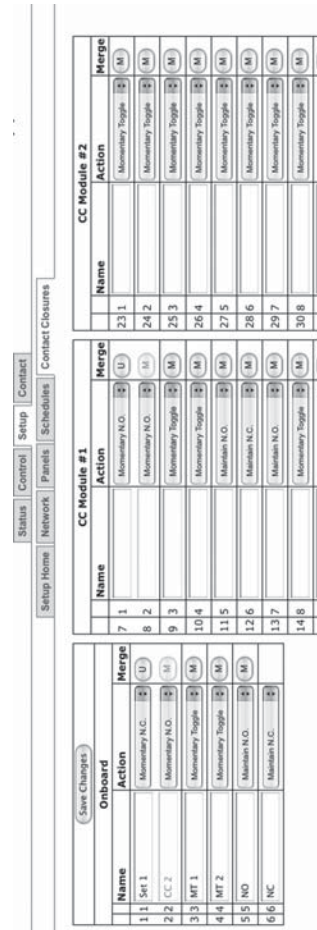 Status Control Setup Contact
Setup Home Network Panels Schedules Contact Closures
Save Changes
Onboard
Name Action Merge
1 1 Set 1 Momentary N.C. U
2 2 CC 2 Momentary N.O. M
3 3 MT 1 Momentary Toggle M
4 4 MT 2 Momentary Toggle M
5 5 NO Maintain N.O. M
6 6 NC Maintain N.C.
CC Module #1
Name Action Merge
7 1 Momentary N.O. U
8 2 Momentary N.O. M
9 3 Momentary Toggle M
10 4 Momentary Toggle M
11 5 Maintain N.O. M
12 6 Maintain N.C. M
13 7 Maintain N.O. M
14 8 Momentary Toggle M
CC Module #2
Name Action Merge
23 1 Momentary Toggle M
24 2 Momentary Toggle M
25 3 Momentary Toggle M
26 4 Momentary Toggle M
27 5 Momentary Toggle M
28 6 Momentary Toggle M
29 7 Momentary Toggle M
30 8 Momentary Toggle M